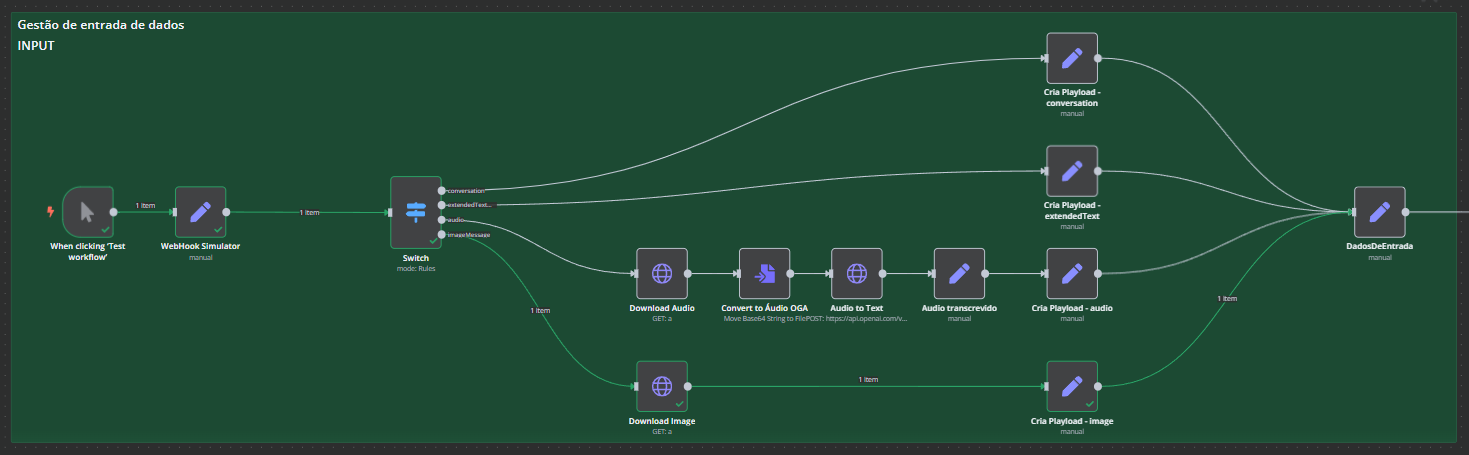 Gestão de entrada de dados
INPUT
When clicking 'Test
workflow'
1 item
WebHook Simulator
manual
1 item
Switch
mode: Rules
conversation
extendedText...
audio
imageMessage
Cria Playload -
conversation
manual
Cria Playload -
extendedText
manual
Download Audio
GET: a
Convert to Áudio OGA
Move Base64 String to File
Audio to Text
POST: https://api.openai.com/v...
Audio transcrevido
manual
Cria Playload - audio
manual
1 item
Download Image
GET: a
1 item
Cria Playload - image
manual
1 item
DadosDeEntrada
manual